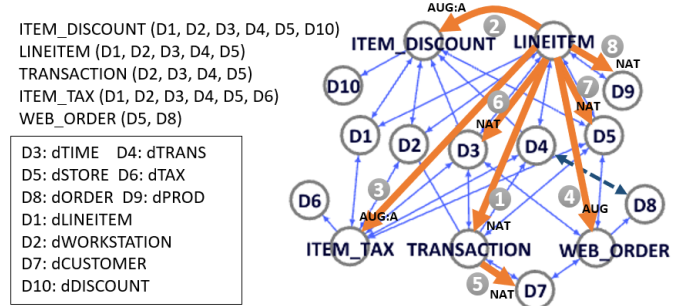 ITEM_DISCOUNT (D1, D2, D3, D4, D5, D10)
LINEITEM (D1, D2, D3, D4, D5)
TRANSACTION (D2, D3, D4, D5)
ITEM_TAX (D1, D2, D3, D4, D5, D6)
WEB_ORDER (D5, D8)
D3: dTIME D4: dTRANS
D5: dSTORE D6: dTAX
D8: dORDER D9: dPROD
D1: dLINEITEM
D2: dWORKSTATION
D7: dCUSTOMER
D10: dDISCOUNT
AUG:A
2
ITEM_DISCOUNT
LINEITEM
8
NAT
D10
D9
6
7
NAT
NAT
D1
D2
D3
D4
D5
3
1
4
D6
AUG:A
AUG
D8
NAT
ITEM_TAX
TRANSACTION
WEB_ORDER
5
NAT
D7